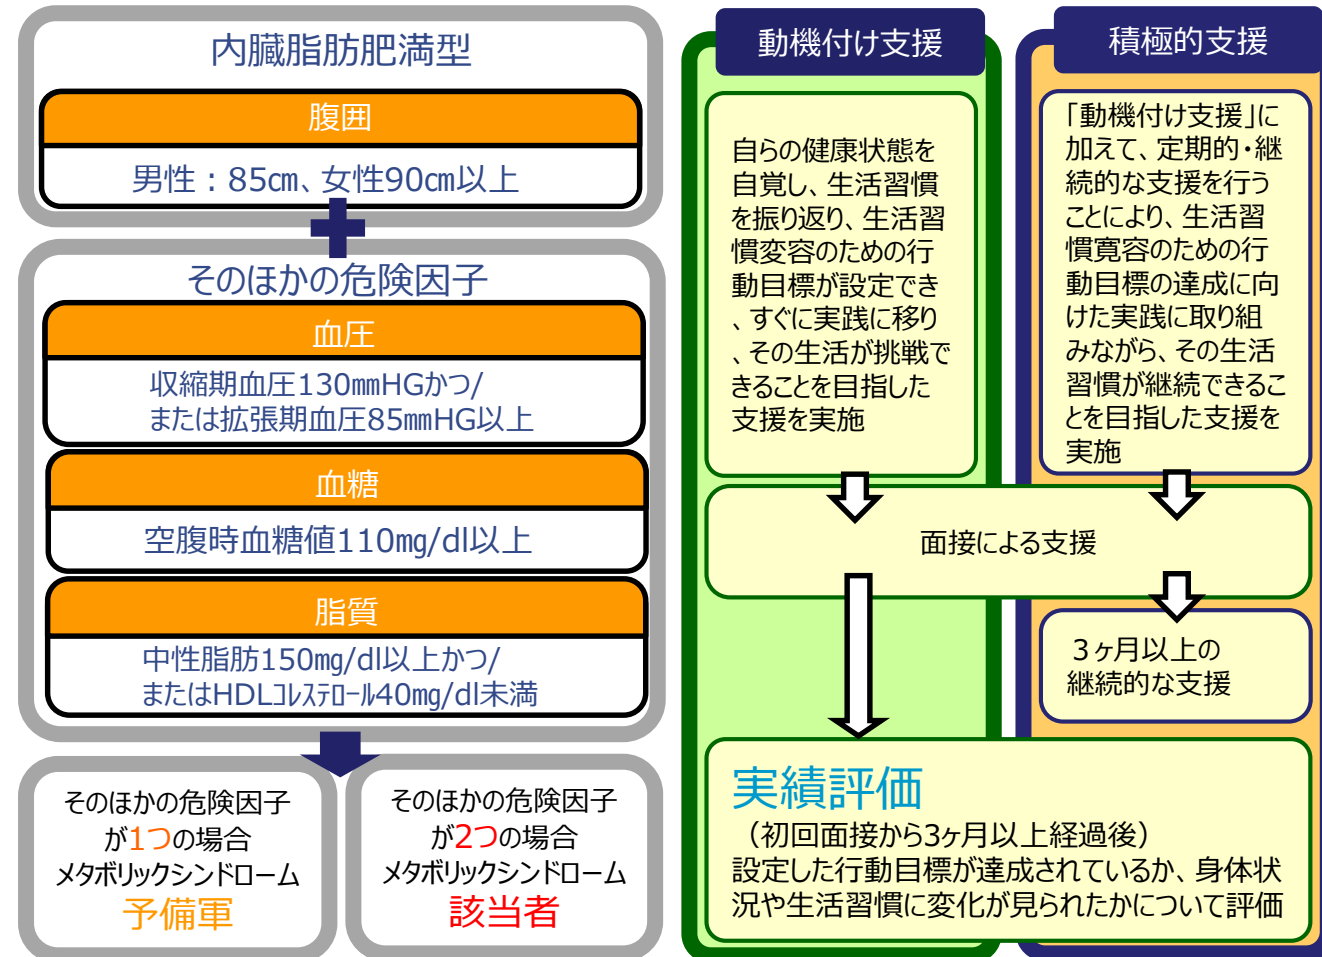 内臓脂肪肥満型
腹囲
男性：85㎝、女性90㎝以上
そのほかの危険因子
血圧
収縮期血圧130㎜HGかつ/
または拡張期血圧85㎜HG以上
血糖
空腹時血糖値110㎎/dl以上
脂質
中性脂肪150㎎/dl以上かつ/
またはHDLｺﾚｽﾃﾛｰﾙ40㎎/dl未満
そのほかの危険因子
が1つの場合
メタボリックシンドローム
予備軍
そのほかの危険因子
が2つの場合
メタボリックシンドローム
該当者
動機付け支援
自らの健康状態を
自覚し、生活習慣
を振り返り、生活習
慣変容のための行
動目標が設定でき
、すぐに実践に移り
、その生活が挑戦で
きることを目指した
支援を実施
積極的支援
「動機付け支援」に
加えて、定期的・継
続的な支援を行う
ことにより、生活習
慣寛容のための行
動目標の達成に向
けた実践に取り組
みながら、その生活
習慣が継続できるこ
とを目指した支援を
実施
面接による支援
３ヶ月以上の
継続的な支援
実績評価
（初回面接から3ヶ月以上経過後）
設定した行動目標が達成されているか、身体状
況や生活習慣に変化が見られたかについて評価